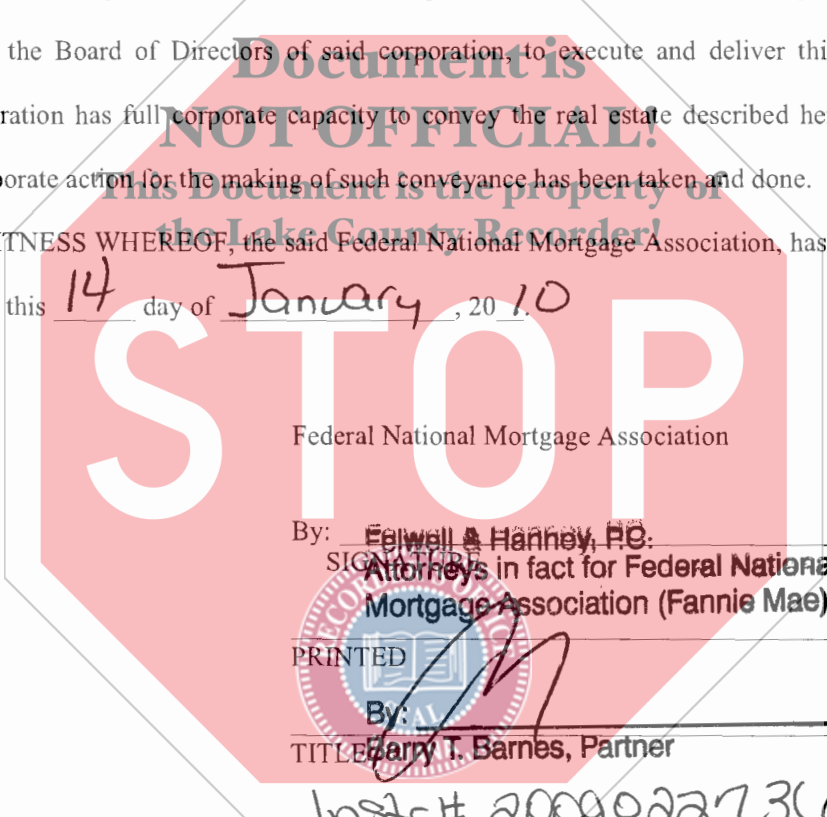 Document is
the Board of Directors of said corporation, to execute and deliver thi
NOT OFFICIAL!
ration has full corporate capacity to convey the real estate described he
This Document is the property of
orate action for the making of such conveyance has been taken and done.
the Lake County Recorder!
ITNESS WHEREOF, the said Federal National Mortgage Association, has
this 14 day of January, 20 10
STOP
Federal National Mortgage Association
By: Feiwell & Hannoy, P.C.
SIGNATURE
Attorneys in fact for Federal Nationa
Mortgage Association (Fannie Mae)
PRINTED
By:
TITLE Barry T. Barnes, Partner